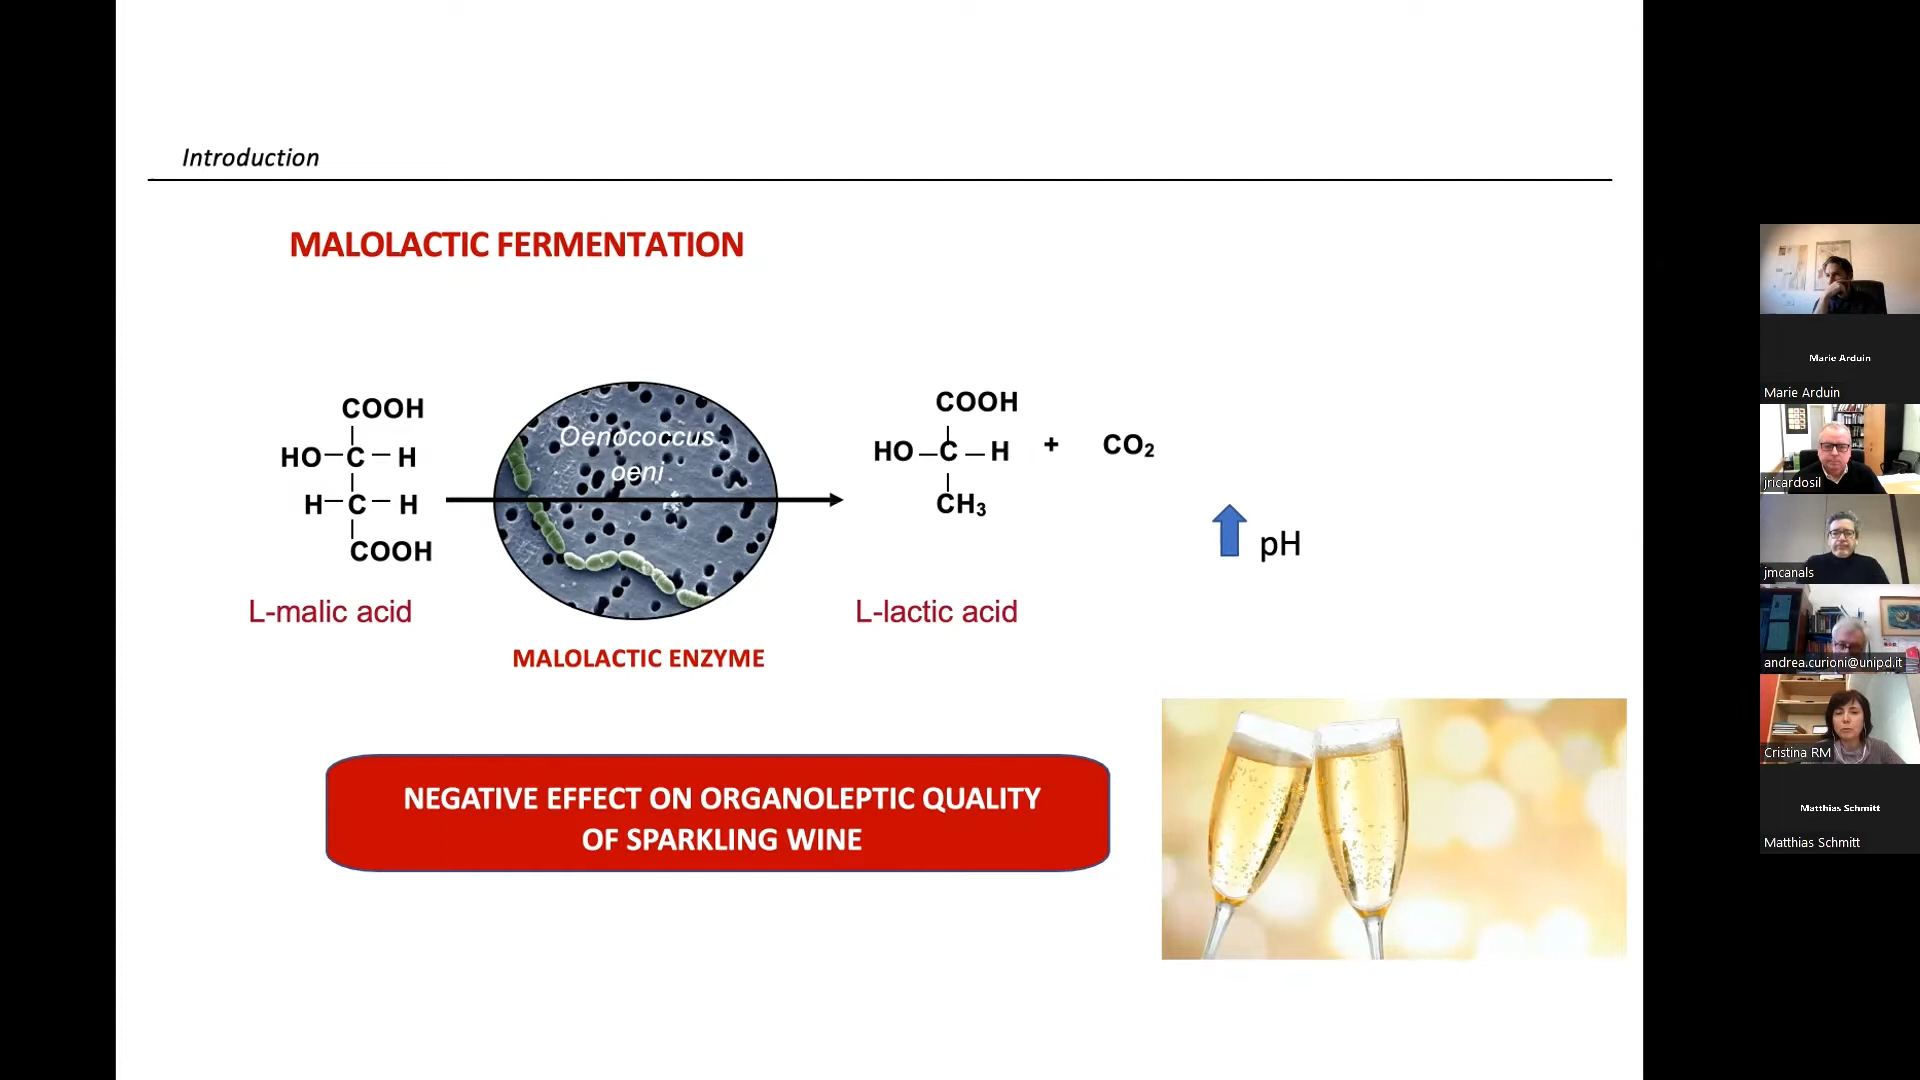 Introduction
MALOLACTIC FERMENTATION
COOH
HO C H
H C H
COOH
L-malic acid
Oenococcus
oeni
MALOLACTIC ENZYME
COOH
HO C H
CH₃
+ CO₂
L-lactic acid
pH
NEGATIVE EFFECT ON ORGANOLEPTIC QUALITY
OF SPARKLING WINE
Marie Arduin
Marie Arduin
jricardosil
jmcanals
andrea.curioni@unipd.it
Cristina RM
Matthias Schmitt
Matthias Schmitt